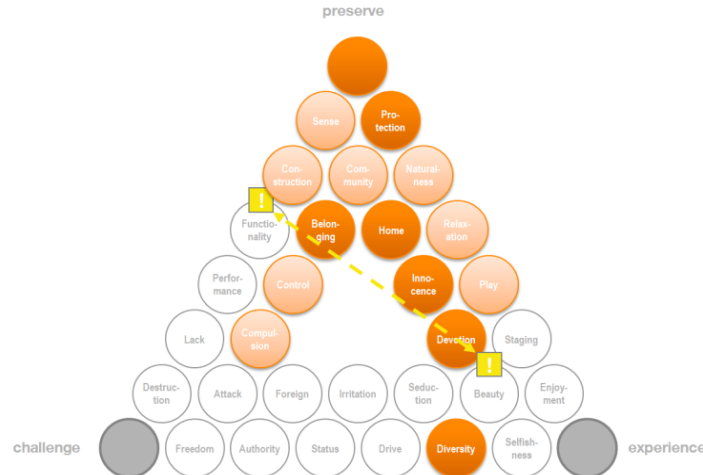 preserve
Sense
Pro-
tection
Con-
struction
Com-
munity
Natural-
ness
!
Functio-
nality
Belon-
ging
Home
Relax-
ation
Perfor-
mance
Control
Inno-
cence
Play
Lack
Compul-
sion
Devotion
Staging
!
Destruc-
tion
Attack
Foreign
Irritation
Seduc-
tion
Beauty
Enjoy-
ment
challenge
Freedom
Authority
Status
Drive
Diversity
Selfish-
ness
experience